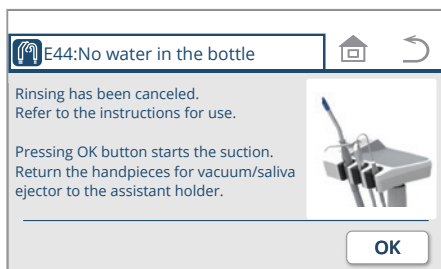 E44:No water in the bottle
Rinsing has been canceled.
Refer to the instructions for use.
Pressing OK button starts the suction.
Return the handpieces for vacuum/saliva
ejector to the assistant holder.
OK